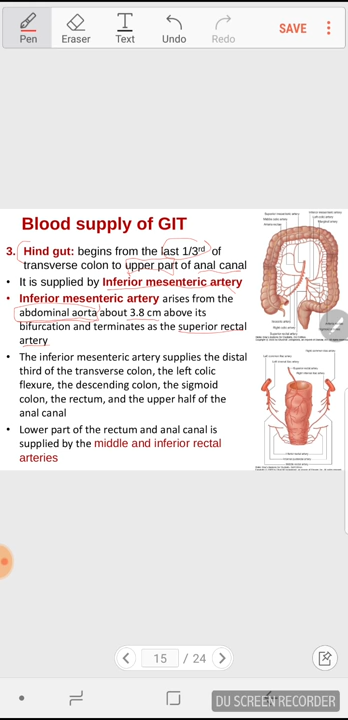 Pen
Eraser
Text
Undo
Redo
SAVE
Blood supply of GIT
3. Hind gut: begins from the last 1/3rd of
transverse colon to upper part of anal canal
• It is supplied by Inferior mesenteric artery
• Inferior mesenteric artery arises from the
abdominal aorta about 3.8 cm above its
bifurcation and terminates as the superior rectal
artery
• The inferior mesenteric artery supplies the distal
third of the transverse colon, the left colic
flexure, the descending colon, the sigmoid
colon, the rectum, and the upper half of the
anal canal
• Lower part of the rectum and anal canal is
supplied by the middle and inferior rectal
arteries
15 / 24
DU SCREEN RECORDER